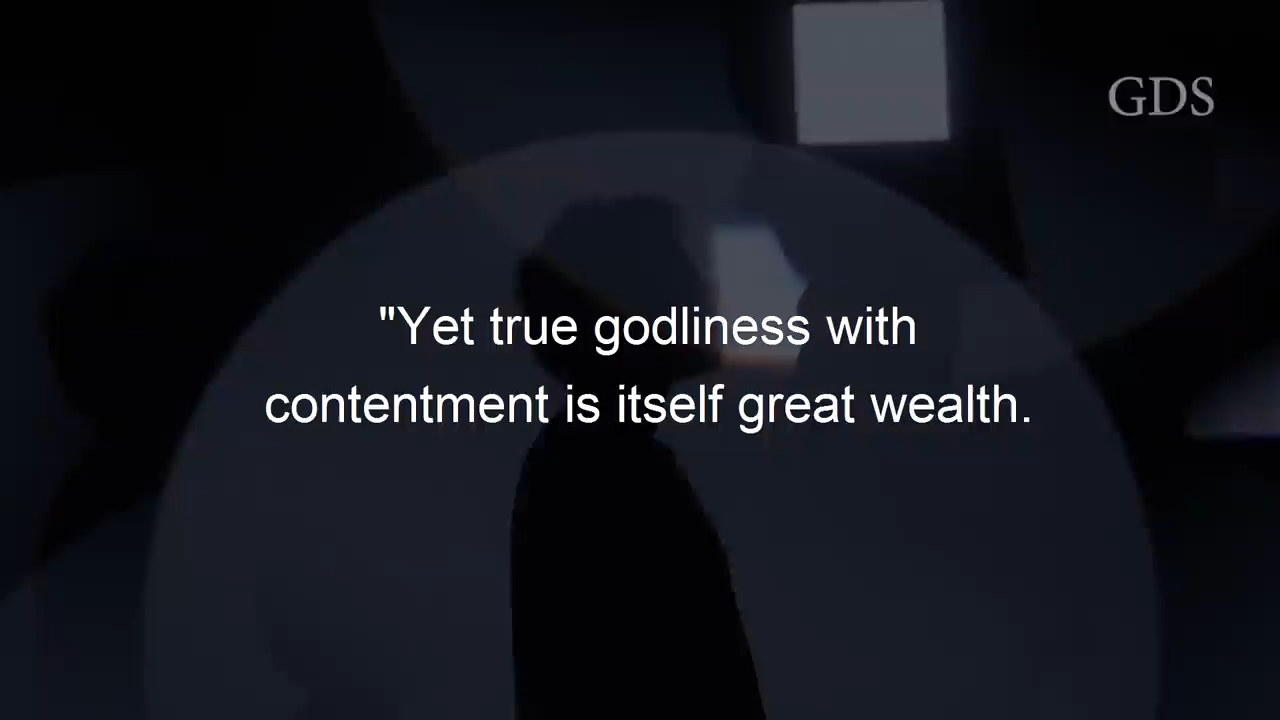 GDS
"Yet true godliness with
contentment is itself great wealth.